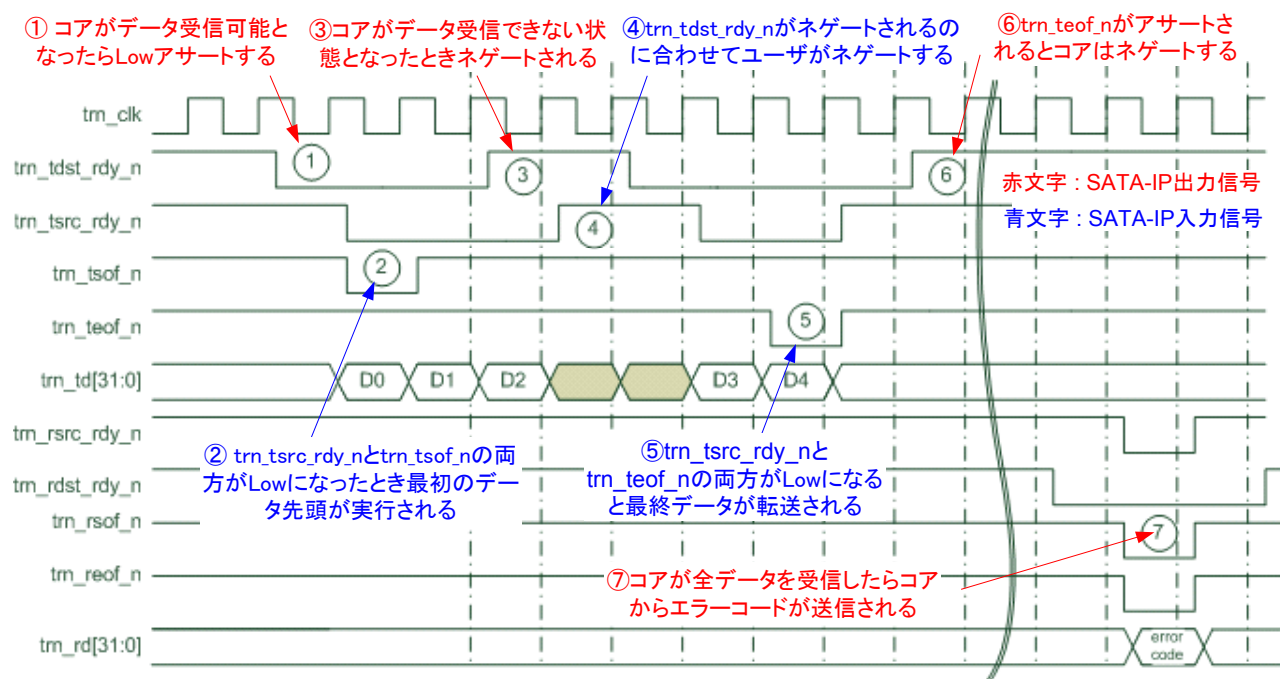 ① コアがデータ受信可能と
なったらLowアサートする
③コアがデータ受信できない状
態となったときネゲートされる
④trn_tdst_rdy_nがネゲートされるの
に合わせてユーザがネゲートする
⑥trn_teof_nがアサートさ
れるとコアはネゲートする
trn_clk
trn_tdst_rdy_n
1
3
6
赤文字 : SATA-IP出力信号
青文字 : SATA-IP入力信号
trn_tsrc_rdy_n
4
trn_tsof_n
2
trn_teof_n
5
trn_td[31:0]
D0
D1
D2
D3
D4
trn_rsrc_rdy_n
② trn_tsrc_rdy_nとtrn_tsof_nの両
方がLowになったとき最初のデー
タ先頭が実行される
⑤trn_tsrc_rdy_nと
trn_teof_nの両方がLowになる
と最終データが転送される
trn_rdst_rdy_n
trn_rsof_n
7
trn_reof_n
⑦コアが全データを受信したらコア
からエラーコードが送信される
trn_rd[31:0]
error
code